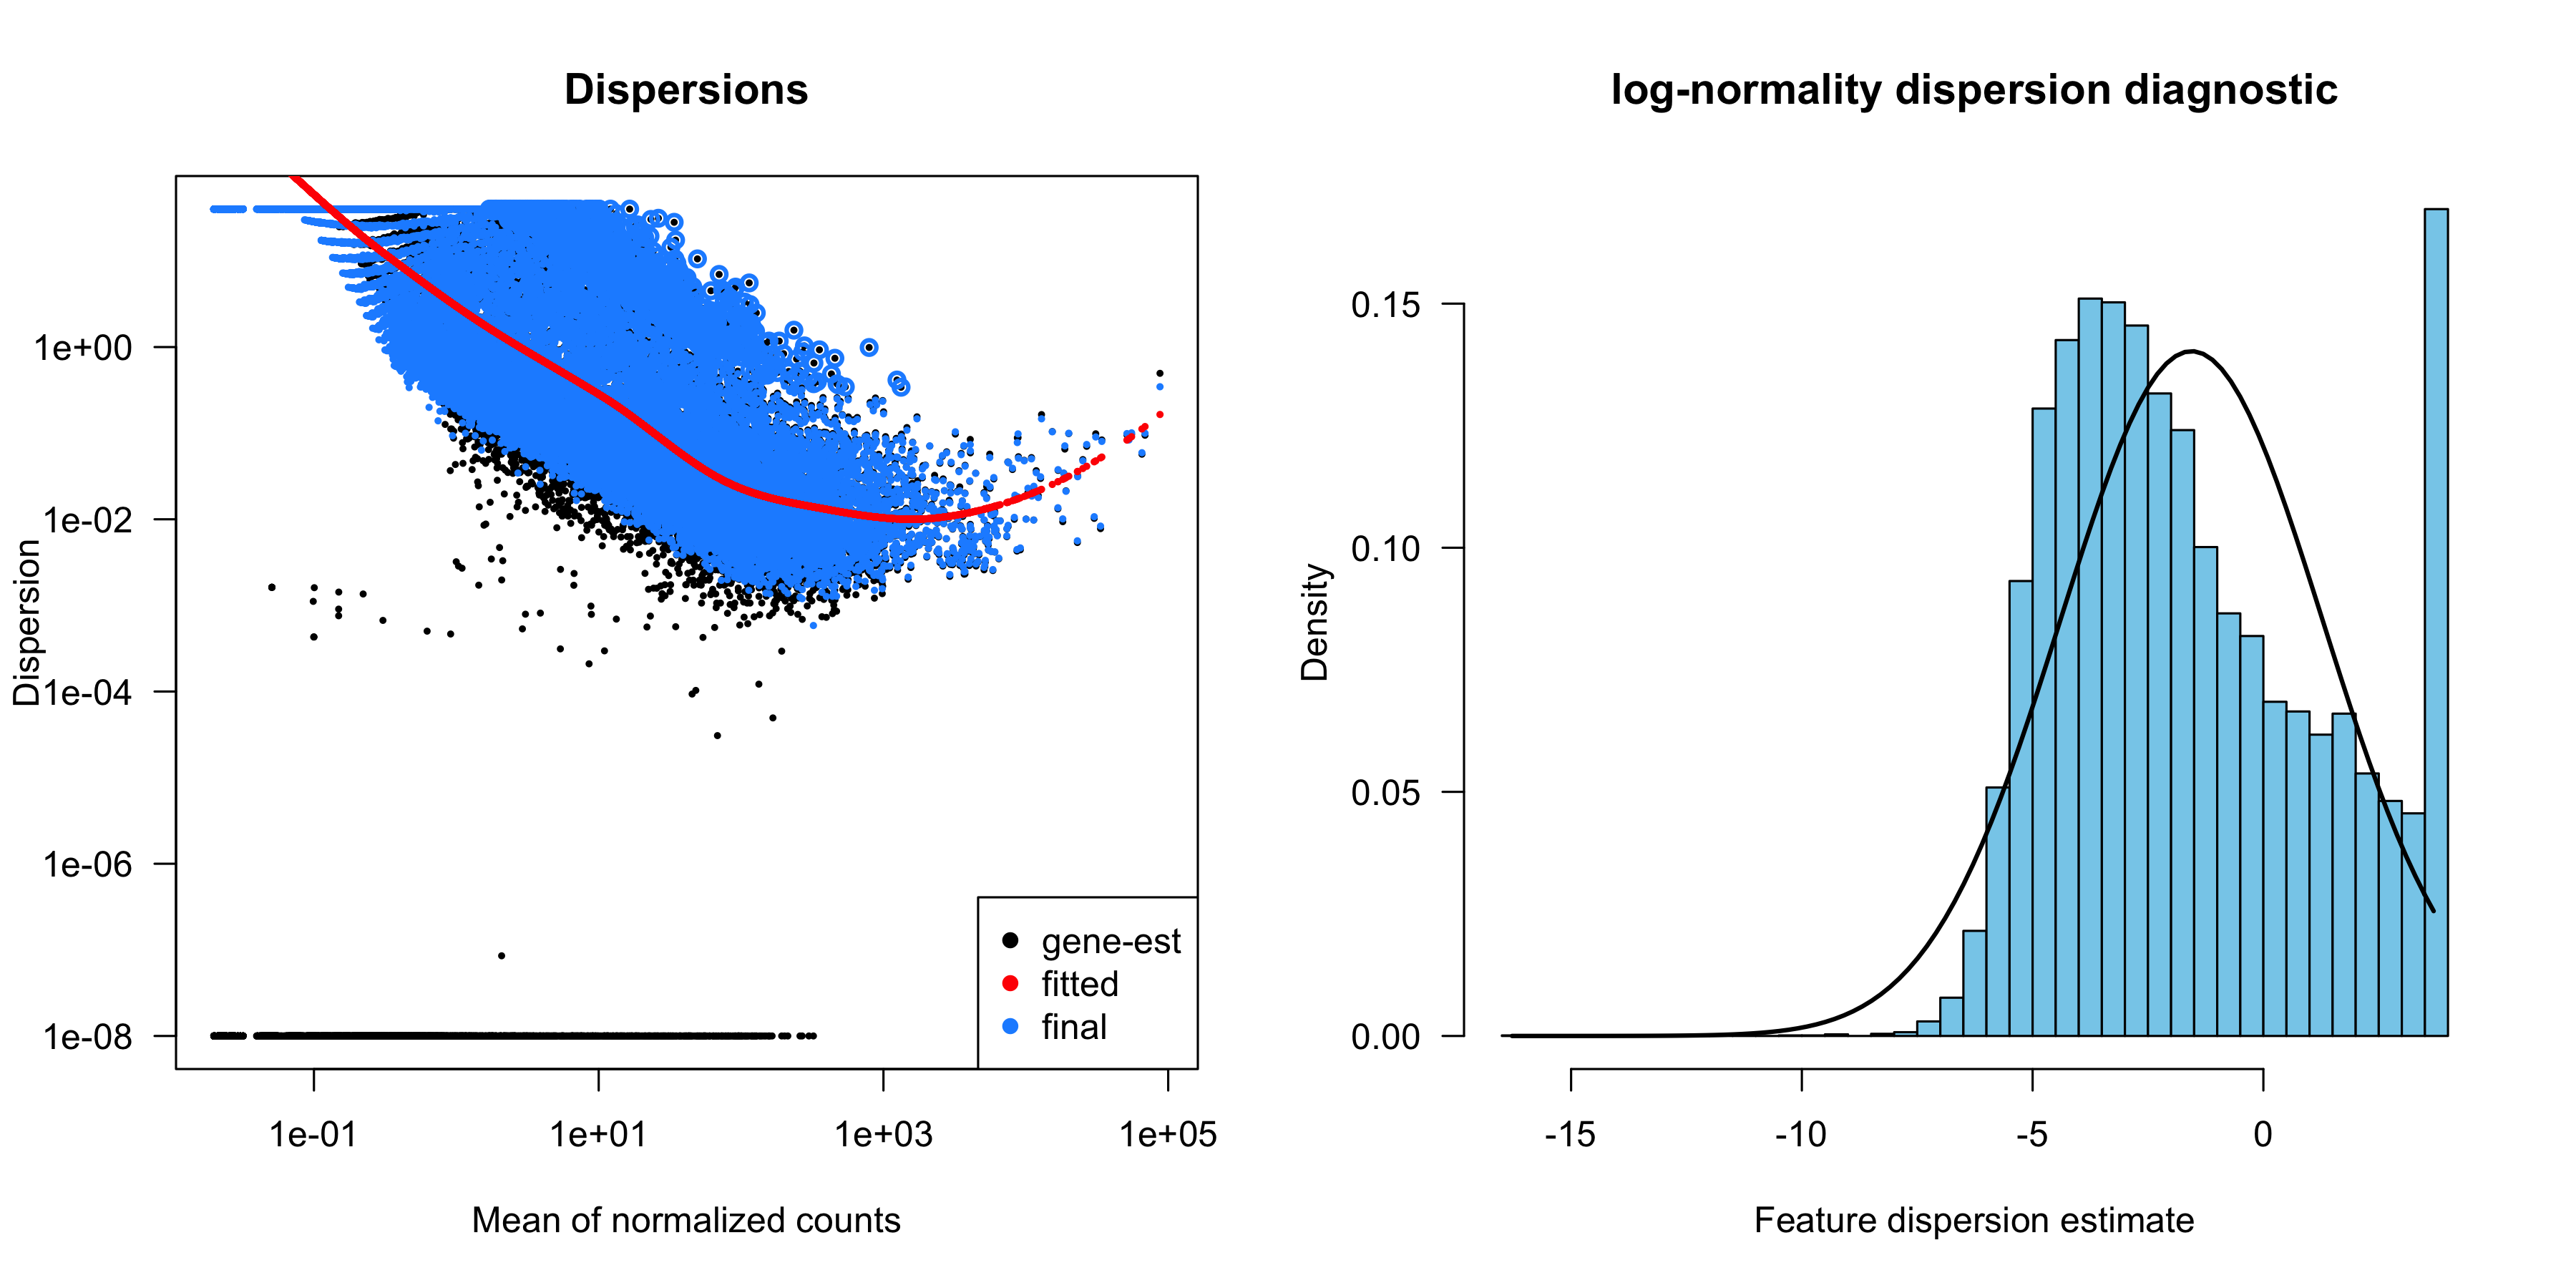 Dispersions
Dispersion
1e+00
1e-02
1e-04
1e-06
1e-08
gene-est
fitted
final
1e-01
1e+01
1e+03
1e+05
Mean of normalized counts
log-normality dispersion diagnostic
Density
0.15
0.10
0.05
0.00
-15
-10
-5
0
Feature dispersion estimate